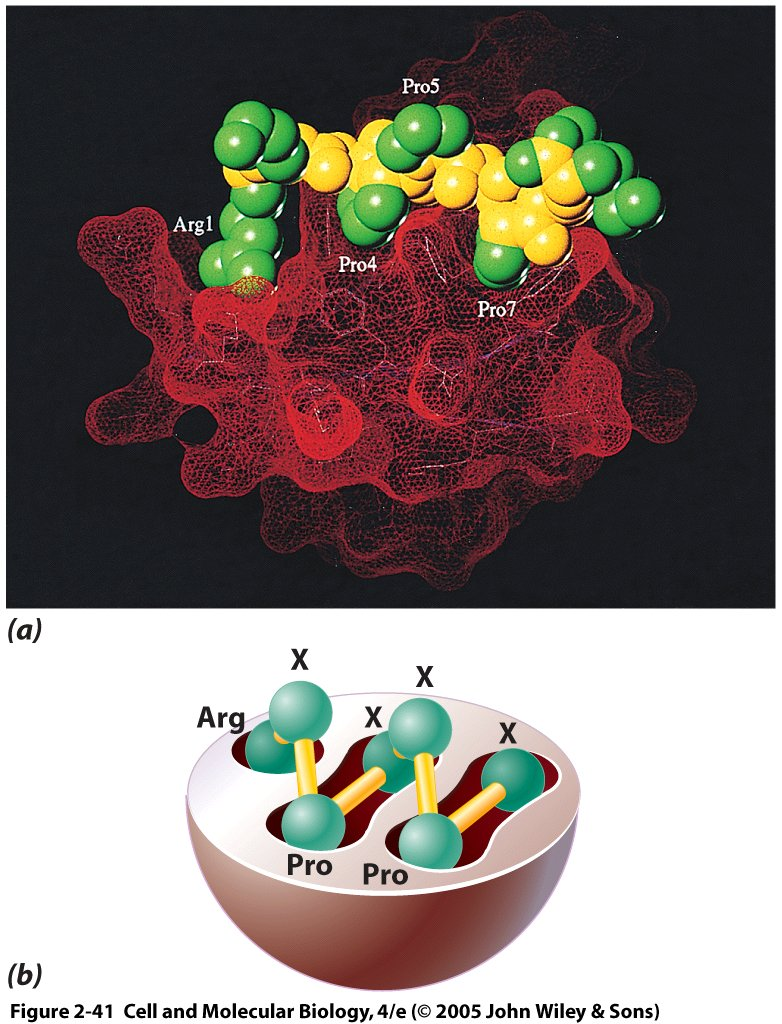 Pro5
Arg1
Pro4
Pro7
(a)
X
X
Arg
X
X
Pro
Pro
(b)
Figure 2-41 Cell and Molecular Biology, 4/e (© 2005 John Wiley & Sons)